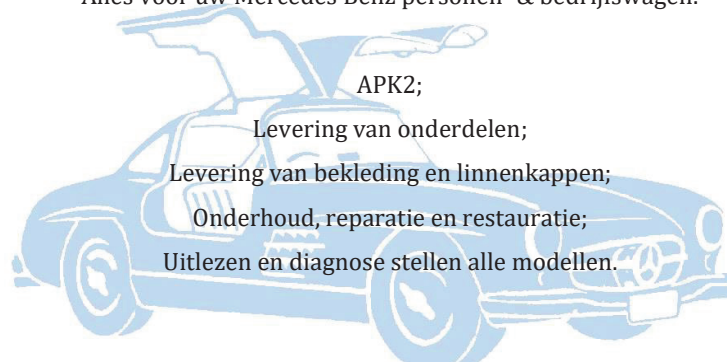 Alles voor uw Mercedes Benz personen- & bedrijfswagen:
APK2;
Levering van onderdelen;
Levering van bekleding en linnenkappen;
Onderhoud, reparatie en restauratie;
Uitlezen en diagnose stellen alle modellen.